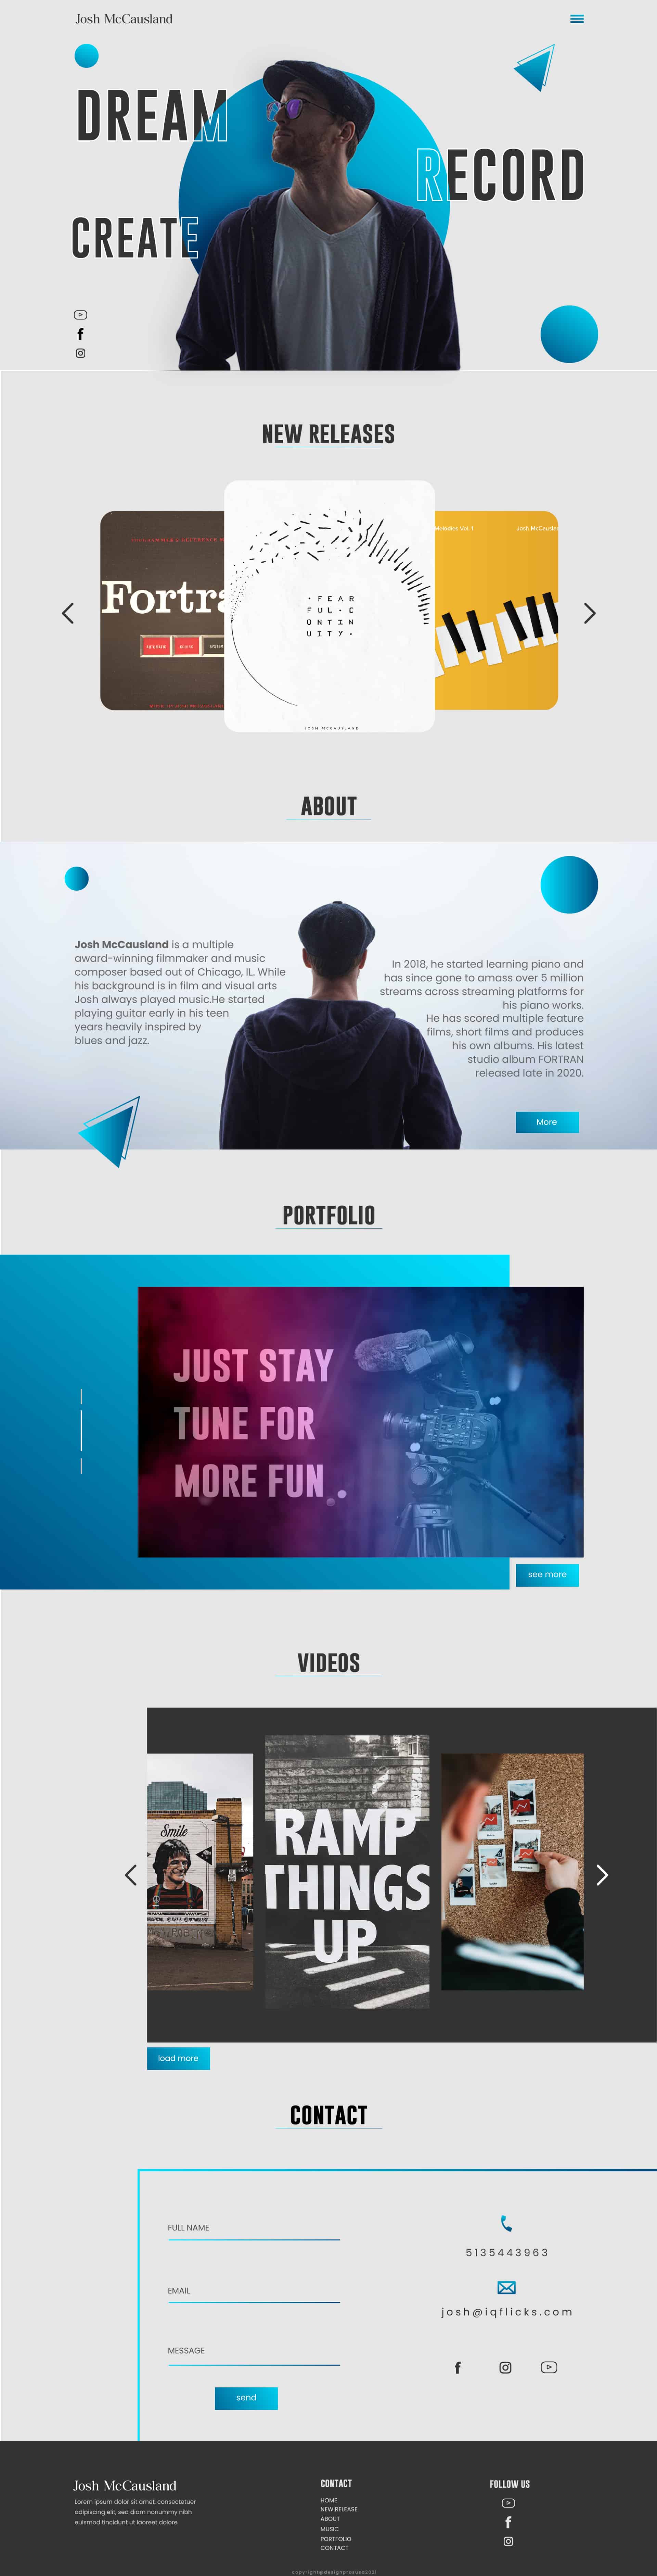 Josh McCausland
DREAM
RECORD
CREATE
NEW RELEASES
Fortra
AUTOMATIC
SYSTEM
· FEAR
FUL · C
ONTIN
UITY ·
JOSH MCCAUSLAND
Melodies Vol. 1
Josh McCausla
ABOUT
Josh McCausland is a multiple
award-winning filmmaker and music
composer based out of Chicago, IL. While
his background is in film and visual arts
Josh always played music.He started
playing guitar early in his teen
years heavily inspired by
blues and jazz.
In 2018, he started learning piano and
has since gone to amass over 5 million
streams across streaming platforms for
his piano works.
He has scored multiple feature
films, short films and produces
his own albums. His latest
studio album FORTRAN
released late in 2020.
More
PORTFOLIO
JUST STAY
TUNE FOR
MORE FUN
see more
VIDEOS
Smile
RAMP
THINGS
UP
load more
CONTACT
FULL NAME
EMAIL
MESSAGE
send
5135443963
josh@iqflicks.com
Josh McCausland
Lorem ipsum dolor sit amet, consectetuer
adipiscing elit, sed diam nonummy nibh
euismod tincidunt ut laoreet dolore
CONTACT
HOME
NEW RELEASE
ABOUT
MUSIC
PORTFOLIO
CONTACT
FOLLOW US
copyright@designprosusa2021